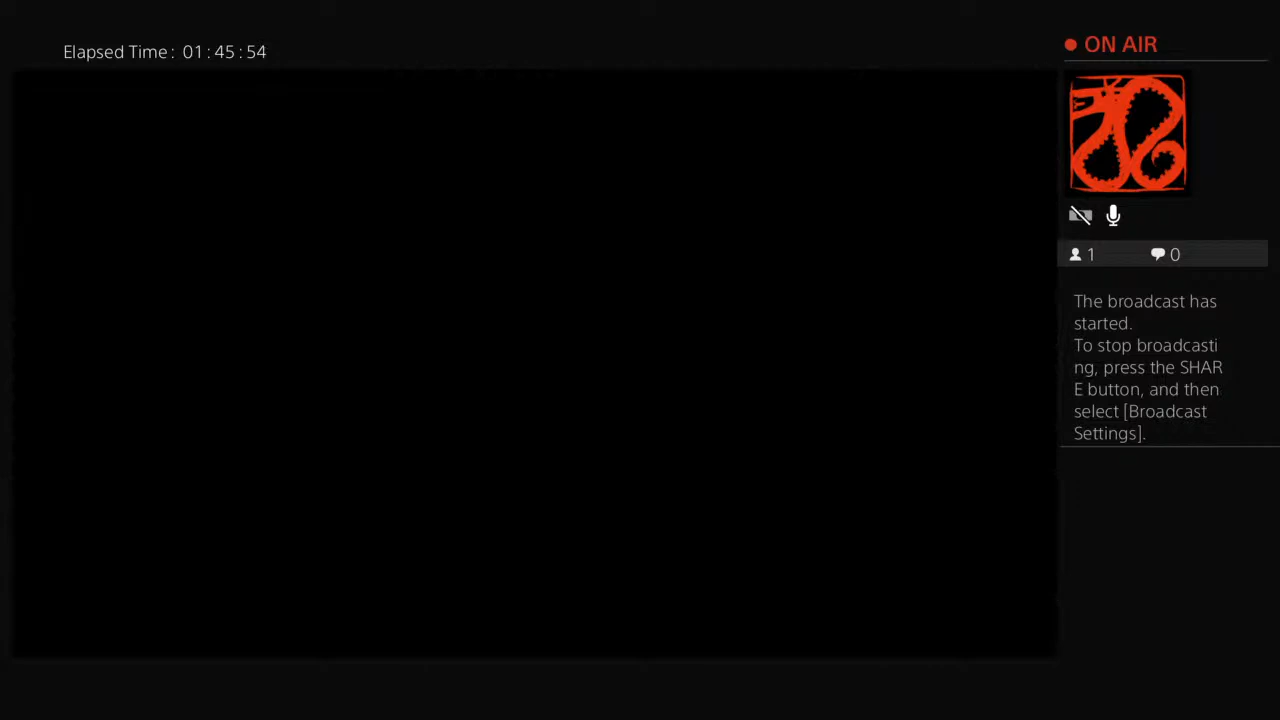 Elapsed Time: 01:45:54
ON AIR
1 0
The broadcast has
started.
To stop broadcasti
ng, press the SHAR
E button, and then
select [Broadcast
Settings].